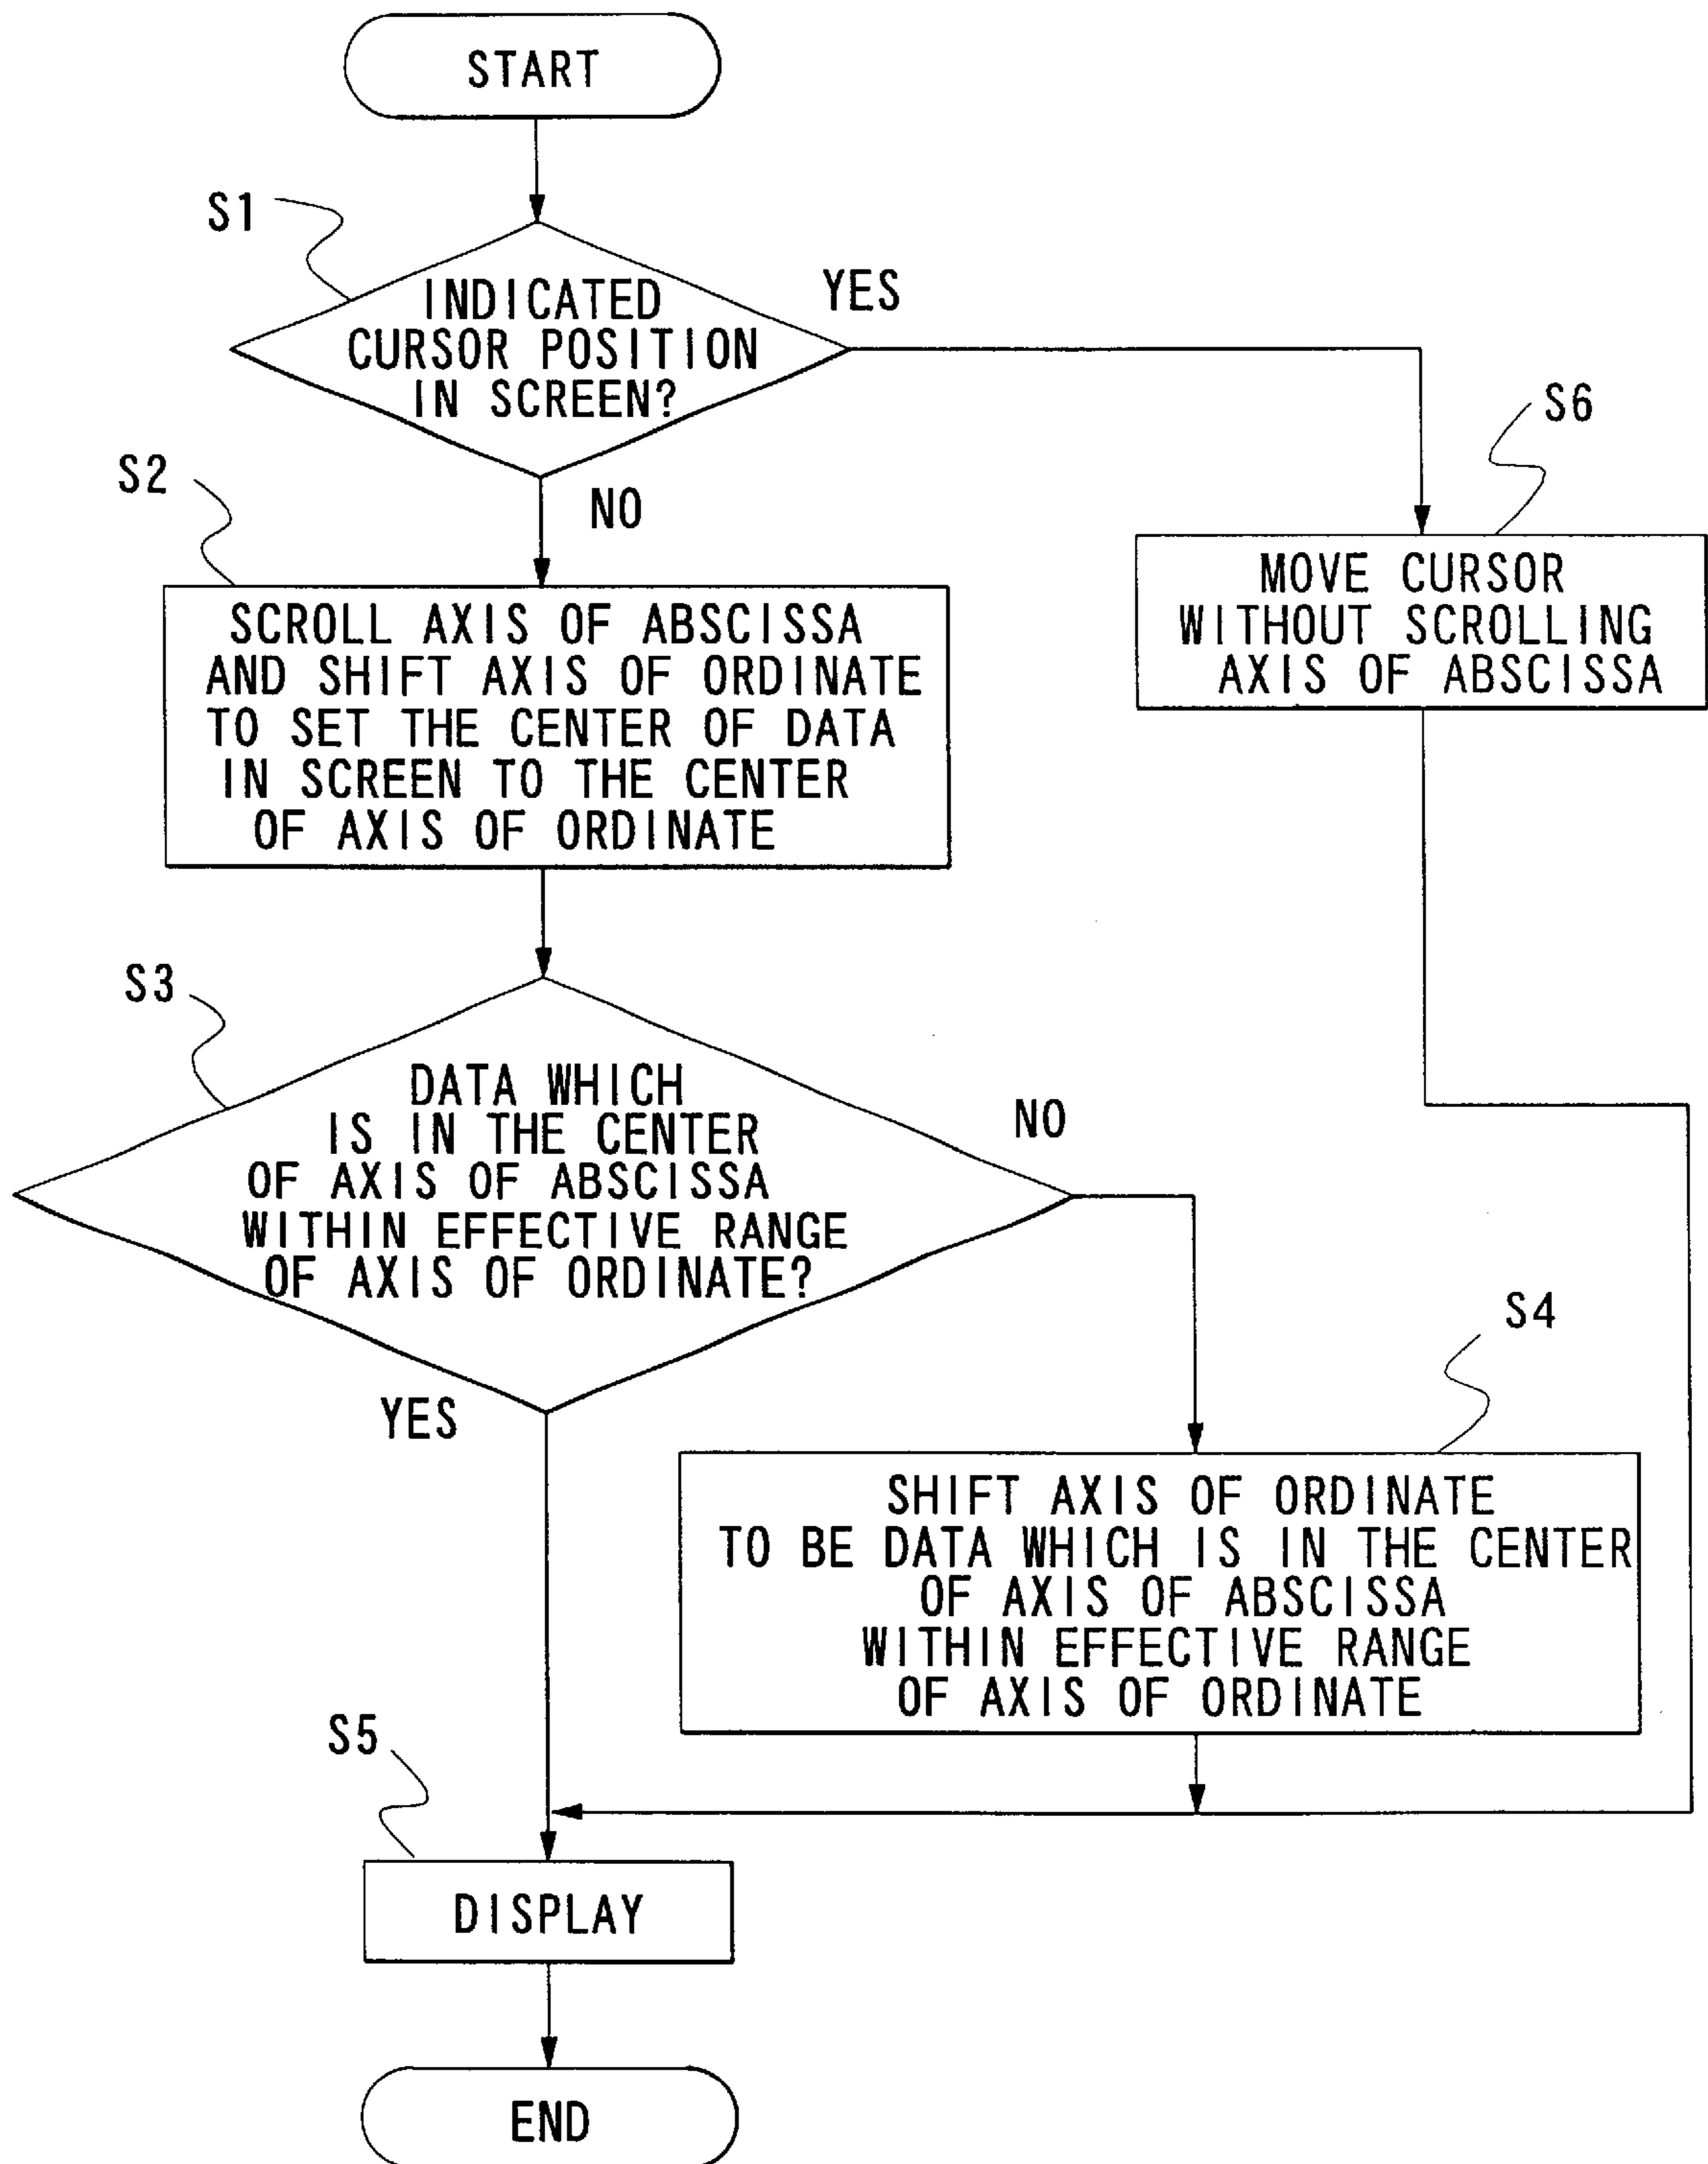 START
S1
INDICATED
CURSOR POSITION
IN SCREEN?
YES
S6
MOVE CURSOR
WITHOUT SCROLLING
AXIS OF ABSCISSA
S2
NO
SCROLL AXIS OF ABSCISSA
AND SHIFT AXIS OF ORDINATE
TO SET THE CENTER OF DATA
IN SCREEN TO THE CENTER
OF AXIS OF ORDINATE
S3
DATA WHICH
IS IN THE CENTER
OF AXIS OF ABSCISSA
WITHIN EFFECTIVE RANGE
OF AXIS OF ORDINATE?
NO
YES
S4
SHIFT AXIS OF ORDINATE
TO BE DATA WHICH IS IN THE CENTER
OF AXIS OF ABSCISSA
WITHIN EFFECTIVE RANGE
OF AXIS OF ORDINATE
S5
DISPLAY
END